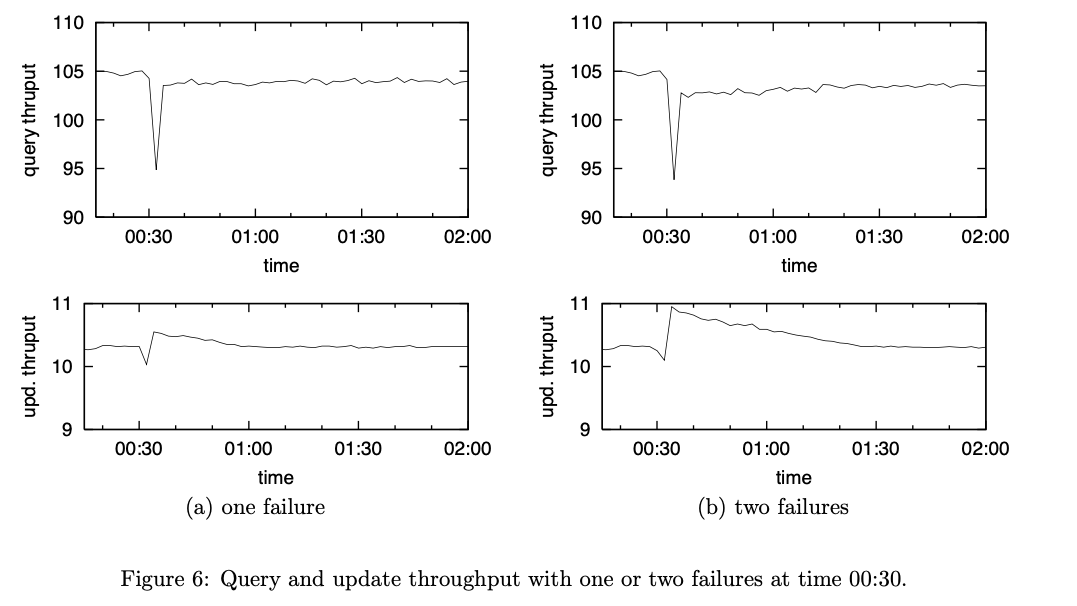 110
105
100
95
90
query thruput
00:30 01:00 01:30 02:00
time
11
10
9
upd. thruput
00:30 01:00 01:30 02:00
time
(a) one failure
110
105
100
95
90
query thruput
00:30 01:00 01:30 02:00
time
11
10
9
upd. thruput
00:30 01:00 01:30 02:00
time
(b) two failures
Figure 6: Query and update throughput with one or two failures at time 00:30.